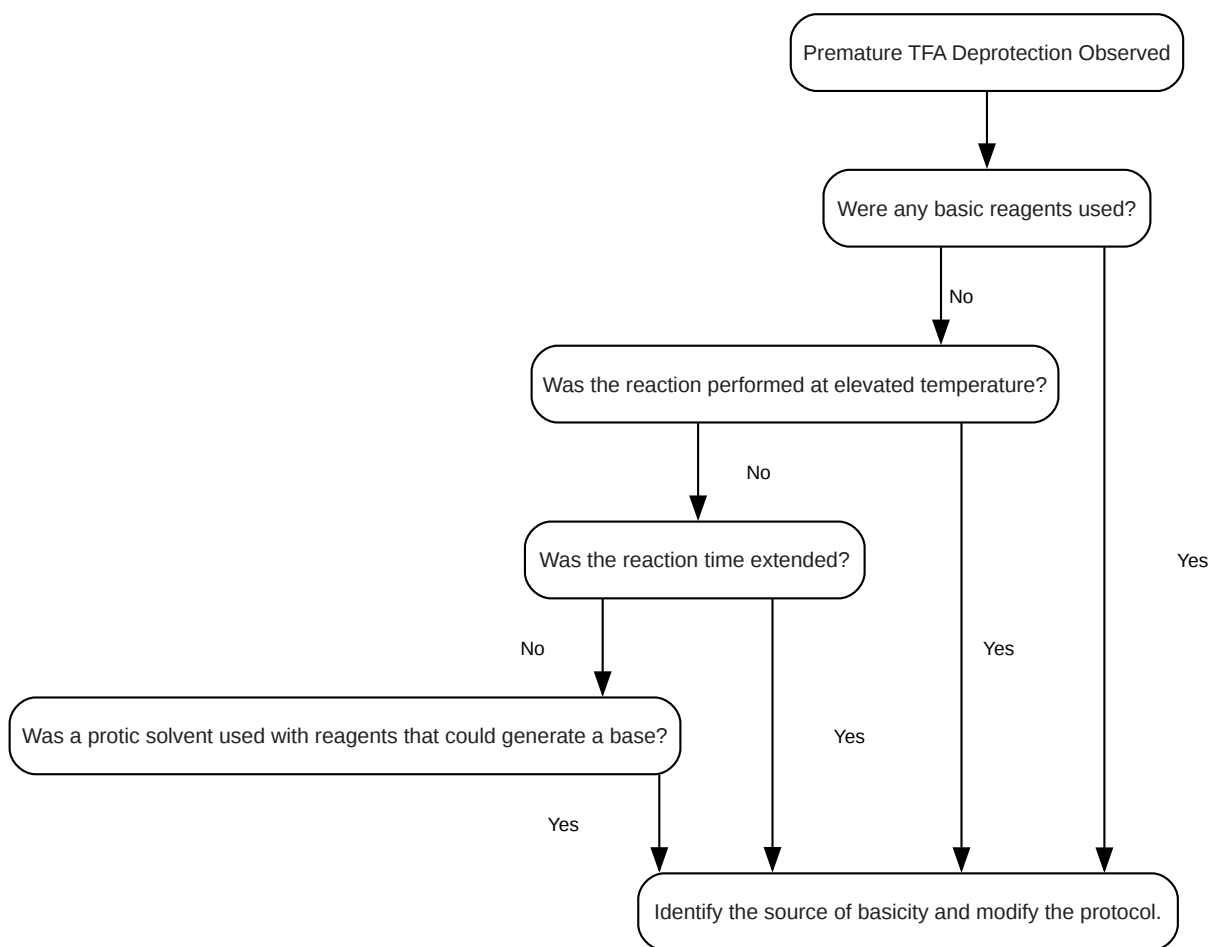 Premature TFA Deprotection Observed
Were any basic reagents used?
No
Was the reaction performed at elevated temperature?
No
Was the reaction time extended?
Yes
No
Yes
Was a protic solvent used with reagents that could generate a base?
Yes
Yes
Identify the source of basicity and modify the protocol.